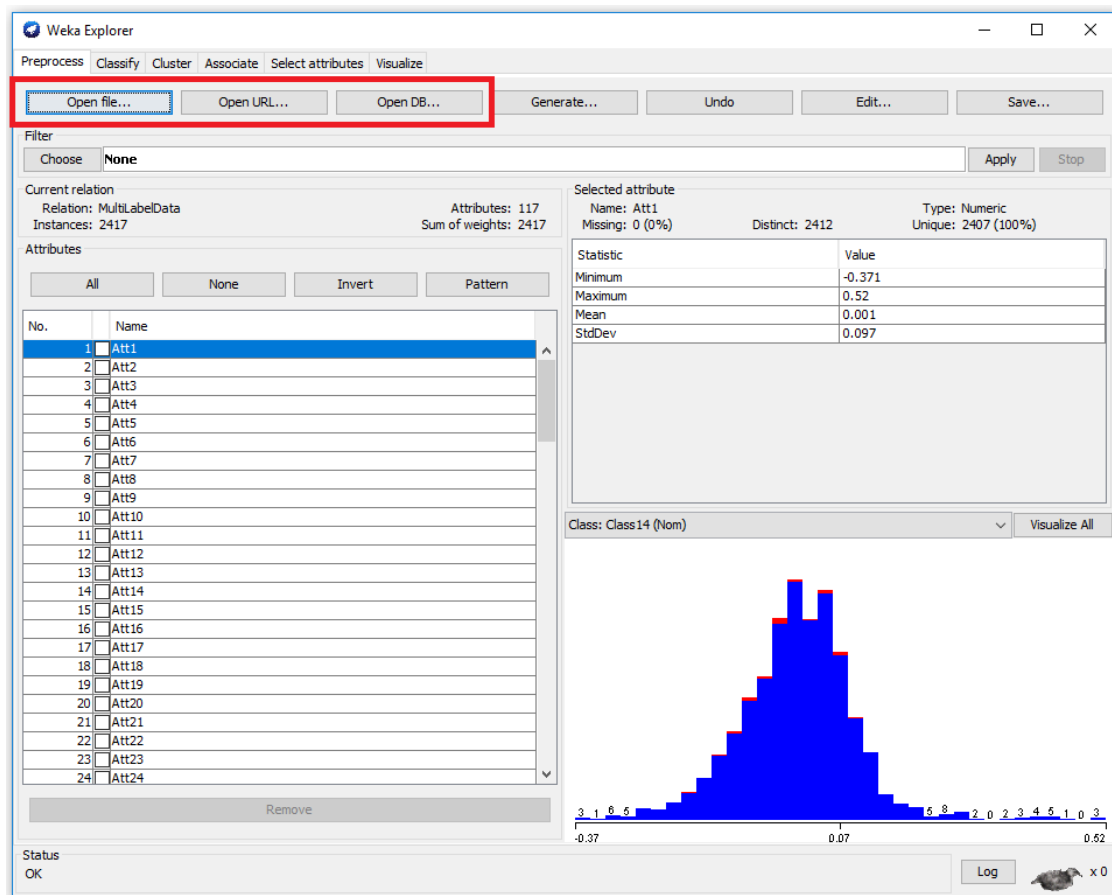 Weka Explorer
Preprocess Classify Cluster Associate Select attributes Visualize
Open file... Open URL... Open DB... Generate... Undo Edit... Save...
Filter
Choose None Apply Stop
Current relation
Relation: MultiLabelData Attributes: 117
Instances: 2417 Sum of weights: 2417
Attributes
All None Invert Pattern
No. Name
1 Att1
2 Att2
3 Att3
4 Att4
5 Att5
6 Att6
7 Att7
8 Att8
9 Att9
10 Att10
11 Att11
12 Att12
13 Att13
14 Att14
15 Att15
16 Att16
17 Att17
18 Att18
19 Att19
20 Att20
21 Att21
22 Att22
23 Att23
24 Att24
Remove
Selected attribute
Name: Att1 Type: Numeric
Missing: 0 (0%) Distinct: 2412 Unique: 2407 (100%)
Statistic Value
Minimum -0.371
Maximum 0.52
Mean 0.001
StdDev 0.097
Class: Class14 (Nom) Visualize All
3 1 6 5 5 8 2 0 2 3 4 5 1 0 3
-0.37 0.07 0.52
Status
OK Log x 0